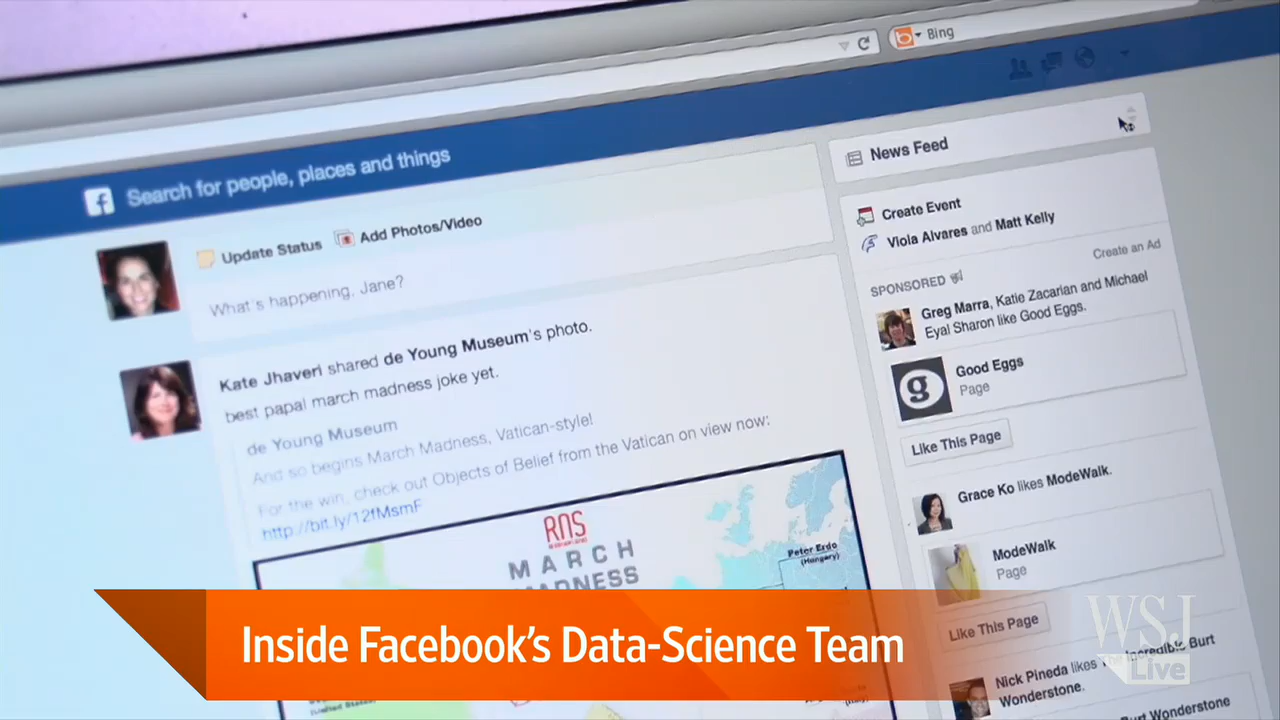 Bing
Search for people, places and things
Update Status
Add Photos/Video
What's happening, Jane?
Kate Jhaveri shared de Young Museum's photo.
best papal march madness joke yet.
de Young Museum
And so begins March Madness, Vatican-style!
For the win, check out Objects of Belief from the Vatican on view now:
http://bit.ly/12fMsmF
RNS
MARCH
MADNESS
Peter Erdo
(Hungary)
News Feed
Create Event
Viola Alvares and Matt Kelly
SPONSORED
Create an Ad
Greg Marra, Katie Zacarian and Michael
Eyal Sharon like Good Eggs.
Good Eggs
Page
Like This Page
Grace Ko likes ModeWalk.
ModeWalk
Page
Like This Page
Nick Pineda likes The Incredible Burt
Wonderstone.
Burt Wonderstone
Inside Facebook's Data-Science Team
WSJ
Live